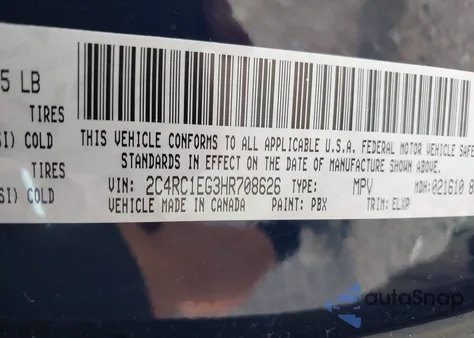 5 LB
TIRES
SI) COLD
THIS VEHICLE CONFORMS TO ALL APPLICABLE U.S.A. FEDERAL MOTOR VEHICLE SAFE
STANDARDS IN EFFECT ON THE DATE OF MANUFACTURE SHOWN ABOVE.
TIRES
VIN: 2C4RC1EG3HR708626 TYPE: MPV MDH: 021610
SI) COLD
VEHICLE MADE IN CANADA PAINT: PBX TRIM: ELXP
autoSnap